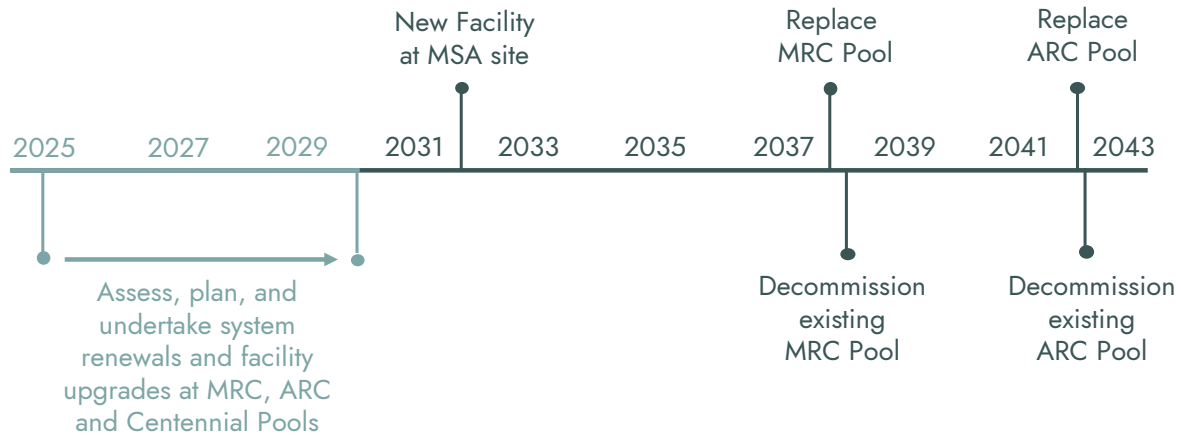 New Facility
at MSA site
Replace
MRC Pool
Replace
ARC Pool
2025 2027 2029 2031 2033 2035 2037 2039 2041 2043
Assess, plan, and
undertake system
renewals and facility
upgrades at MRC, ARC
and Centennial Pools
Decommission
existing
MRC Pool
Decommission
existing
ARC Pool